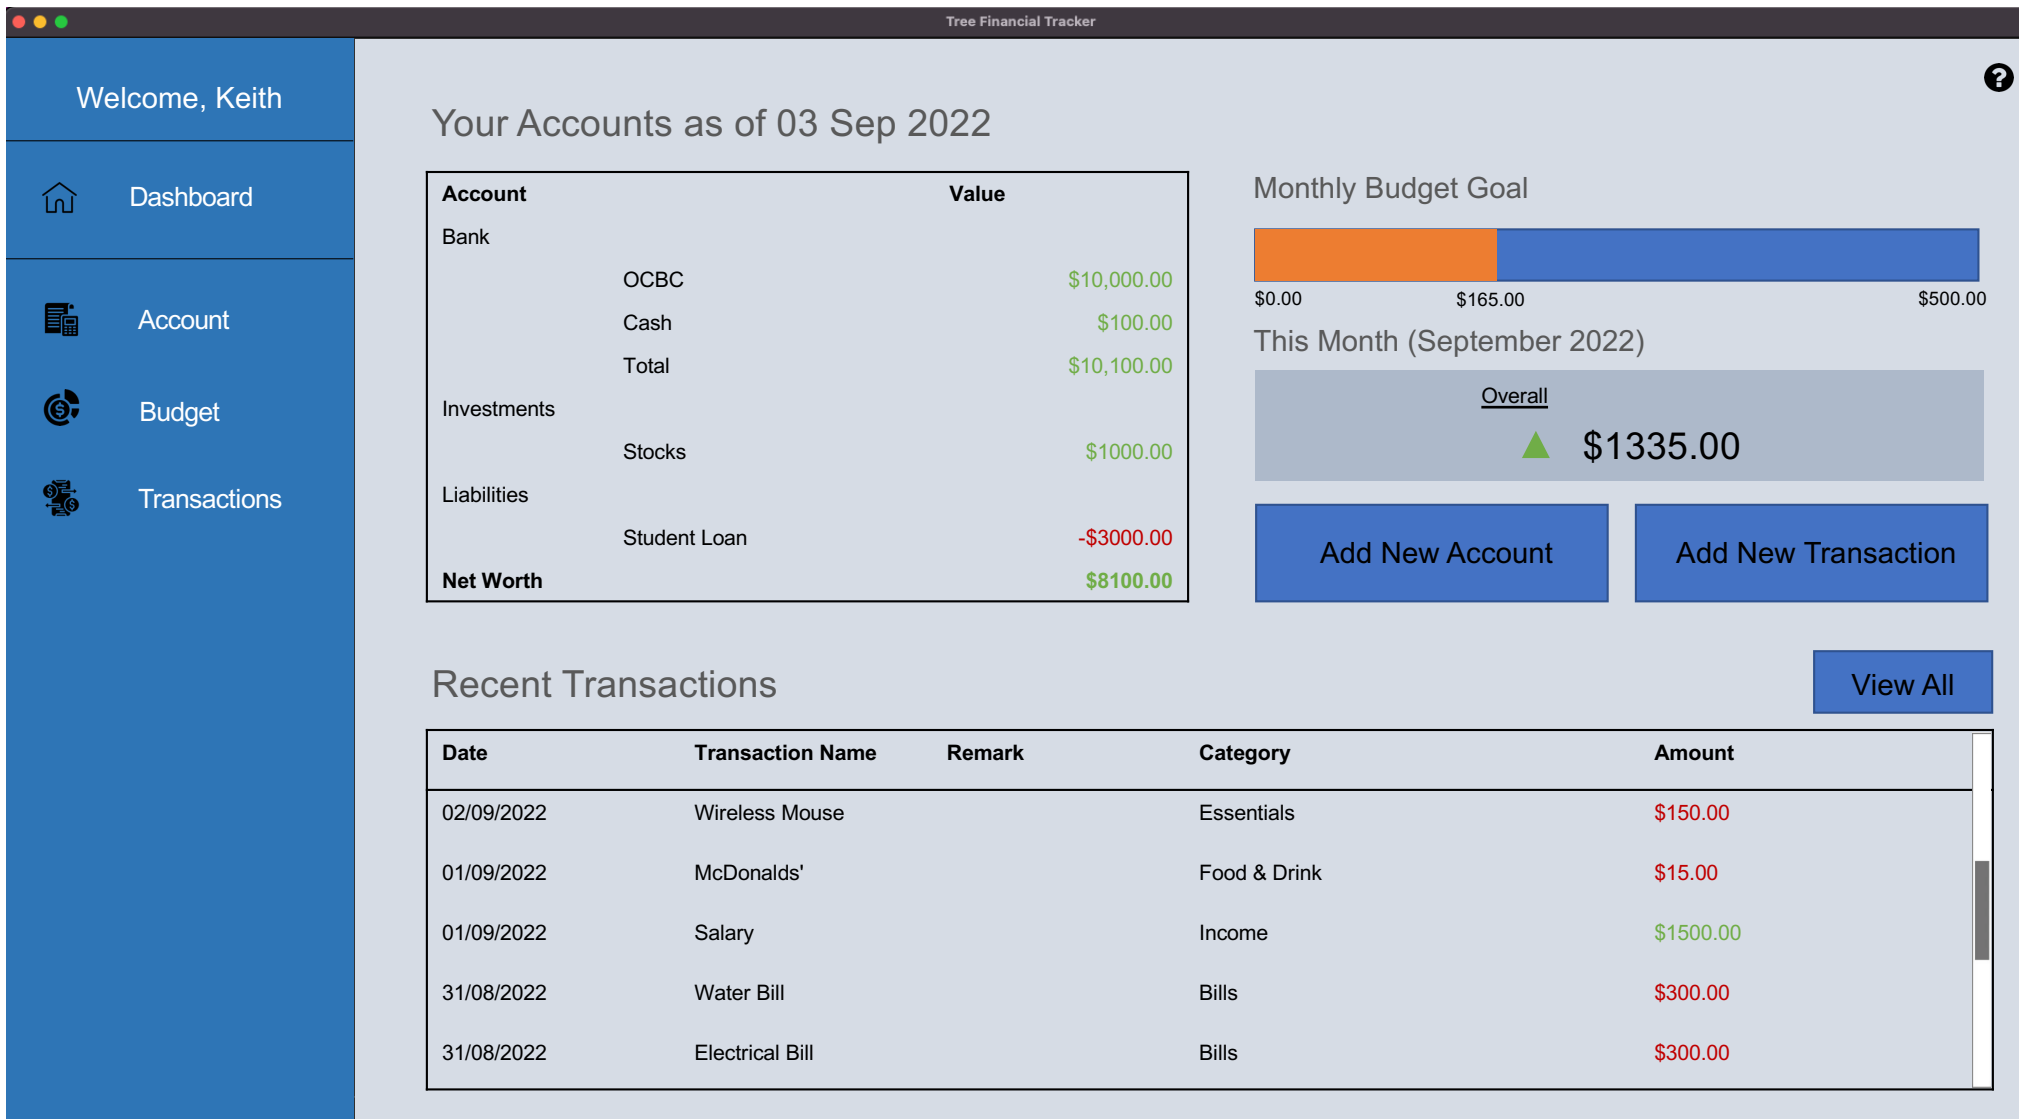 Tree Financial Tracker
Welcome, Keith
Dashboard
Account
Budget
Transactions
Your Accounts as of 03 Sep 2022
Account Value
Bank
OCBC $10,000.00
Cash $100.00
Total $10,100.00
Investments
Stocks $1000.00
Liabilities
Student Loan -$3000.00
Net Worth $8100.00
Monthly Budget Goal
$0.00 $165.00 $500.00
This Month (September 2022)
Overall
▲ $1335.00
Add New Account Add New Transaction
Recent Transactions
View All
Date Transaction Name Remark Category Amount
02/09/2022 Wireless Mouse Essentials $150.00
01/09/2022 McDonalds' Food & Drink $15.00
01/09/2022 Salary Income $1500.00
31/08/2022 Water Bill Bills $300.00
31/08/2022 Electrical Bill Bills $300.00